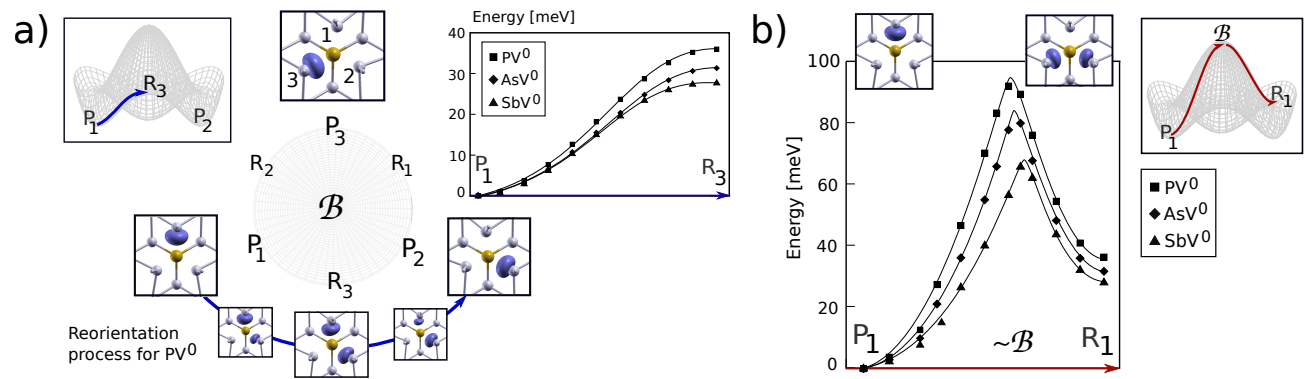 a)
R3
P1
P2
1
3
2
Energy [meV]
40
30
20
10
0
PV0
AsV0
SbV0
P1
R3
P3
R2
R1
ℬ
P1
P2
R3
Reorientation
process for PV0
b)
100
80
60
40
20
0
Energy [meV]
P1
~ℬ
R1
ℬ
R1
P1
PV0
AsV0
SbV0